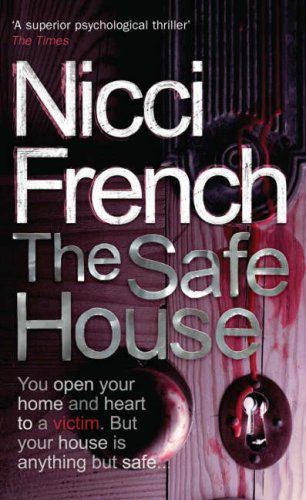 ‘A superior psychological thriller’
The Times
Nicci
French
The Safe
House
You open your
home and heart
to a victim. But
your house is
anything but safe...